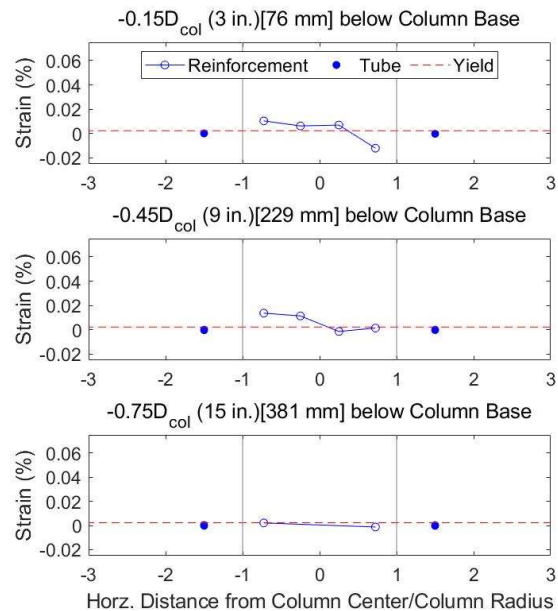 -0.15D_col (3 in.)[76 mm] below Column Base
Reinforcement Tube Yield
Strain (%)
0.06
0.04
0.02
0
-0.02
-3 -2 -1 0 1 2 3
-0.45D_col (9 in.)[229 mm] below Column Base
Strain (%)
0.06
0.04
0.02
0
-0.02
-3 -2 -1 0 1 2 3
-0.75D_col (15 in.)[381 mm] below Column Base
Strain (%)
0.06
0.04
0.02
0
-0.02
-3 -2 -1 0 1 2 3
Horz. Distance from Column Center/Column Radius